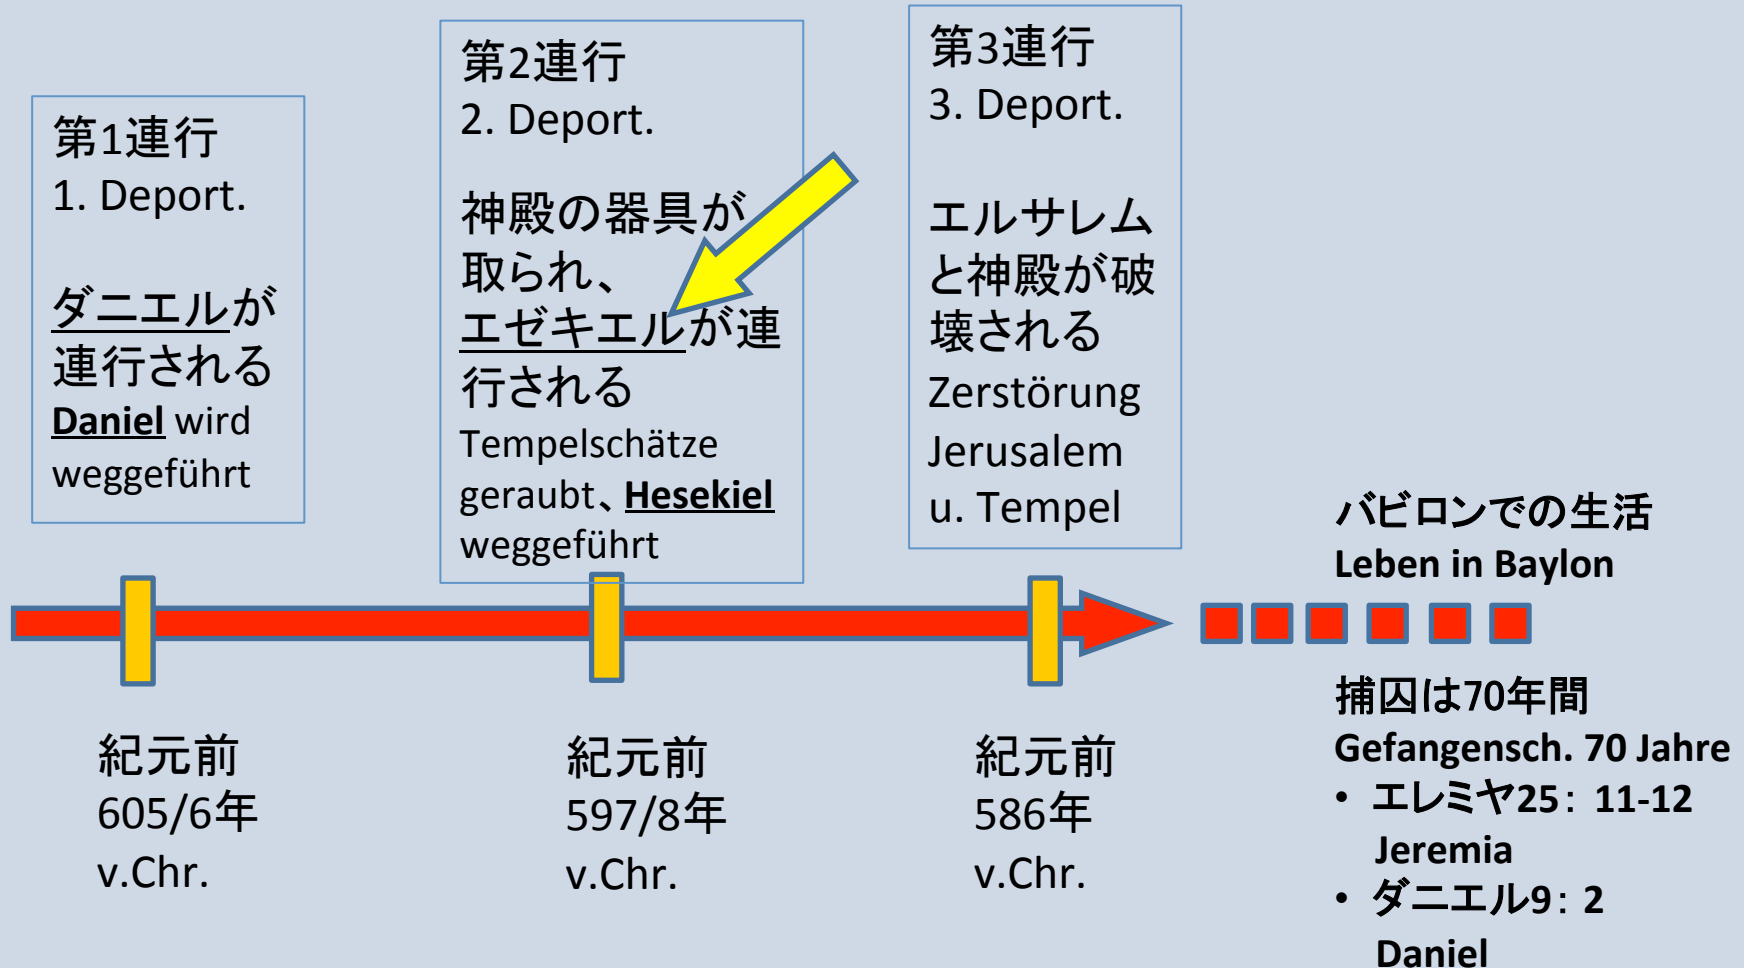 第1連行
1. Deport.
ダニエルが
連行される
Daniel wird
weggeführt
第2連行
2. Deport.
神殿の器具が
取られ、
エゼキエルが連
行される
Tempelschätze
geraubt、Hesekiel
weggeführt
第3連行
3. Deport.
エルサレム
と神殿が破
壊される
Zerstörung
Jerusalem
u. Tempel
バビロンでの生活
Leben in Baylon
紀元前
605/6年
v.Chr.
紀元前
597/8年
v.Chr.
紀元前
586年
v.Chr.
捕囚は70年間
Gefangensch. 70 Jahre
• エレミヤ25：11-12
Jeremia
• ダニエル9：2
Daniel